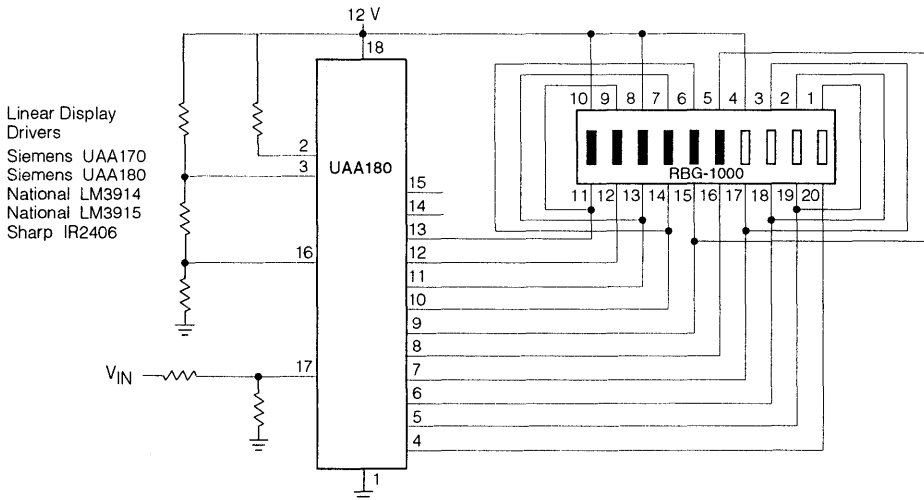 12 V
18
10 9 8 7 6 5 4 3 2 1
Linear Display
Drivers
Siemens UAA170
Siemens UAA180
National LM3914
National LM3915
Sharp IR2406
2
3
UAA180
RBG-1000
15
14
13
12
11
10
9
8
7
6
5
4
11 12 13 14 15 16 17 18 19 20
16
17
VIN
1